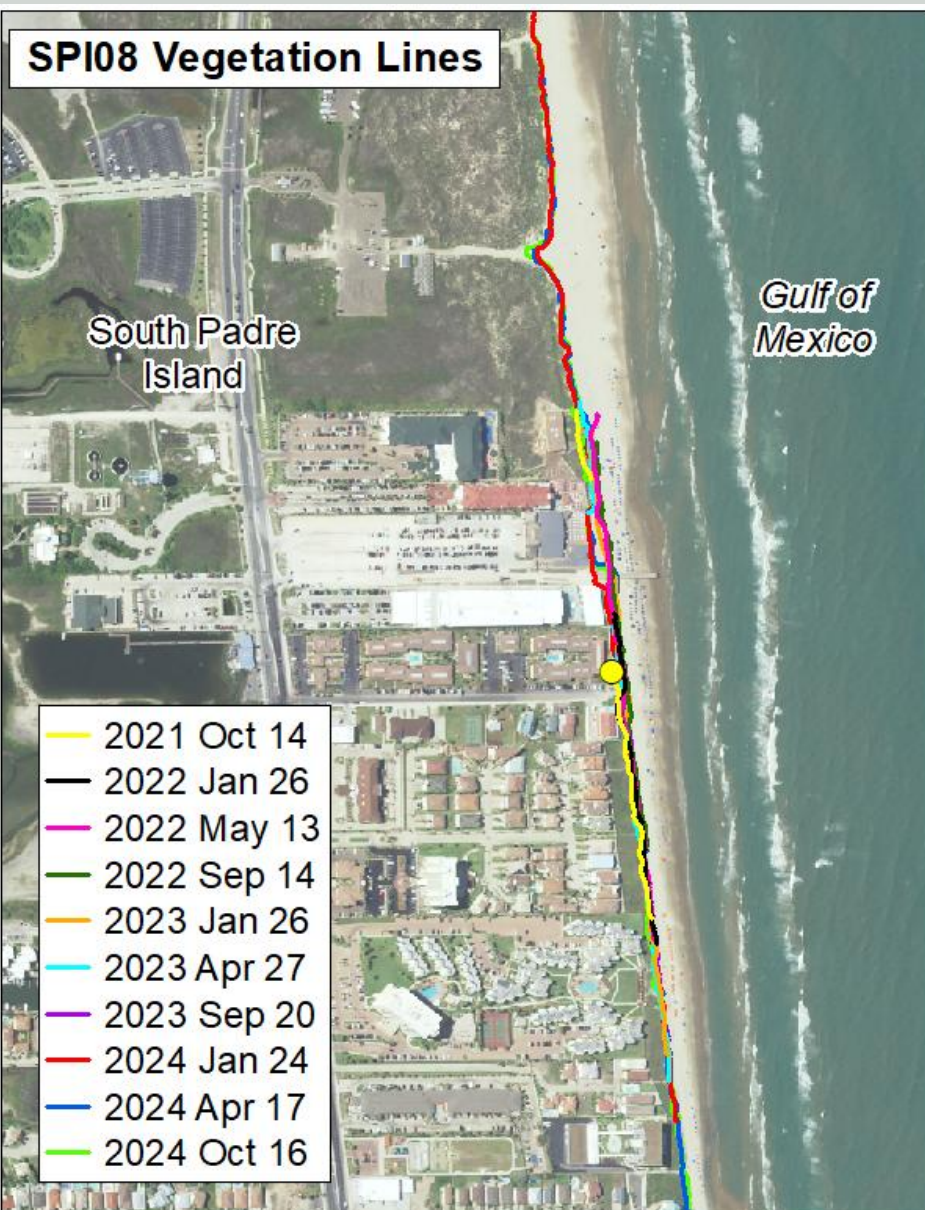 SPI08 Vegetation Lines
Gulf of
Mexico
South Padre
Island
2021 Oct 14
2022 Jan 26
2022 May 13
2022 Sep 14
2023 Jan 26
2023 Apr 27
2023 Sep 20
2024 Jan 24
2024 Apr 17
2024 Oct 16